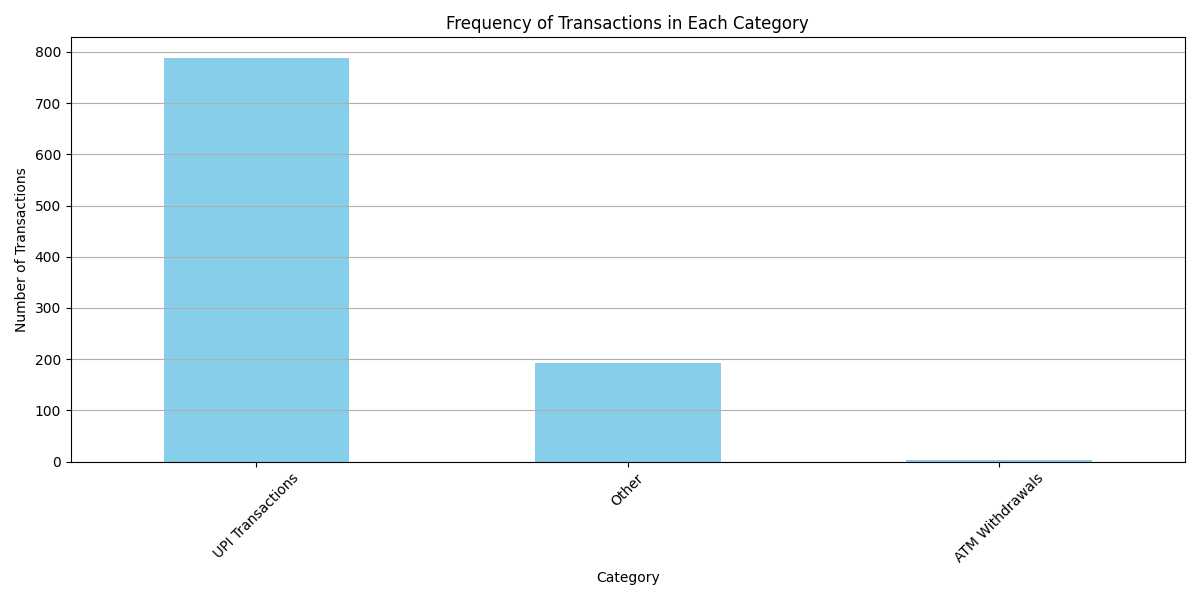 Frequency of Transactions in Each Category
Number of Transactions
800
700
600
500
400
300
200
100
0
UPI Transactions
Other
ATM Withdrawals
Category